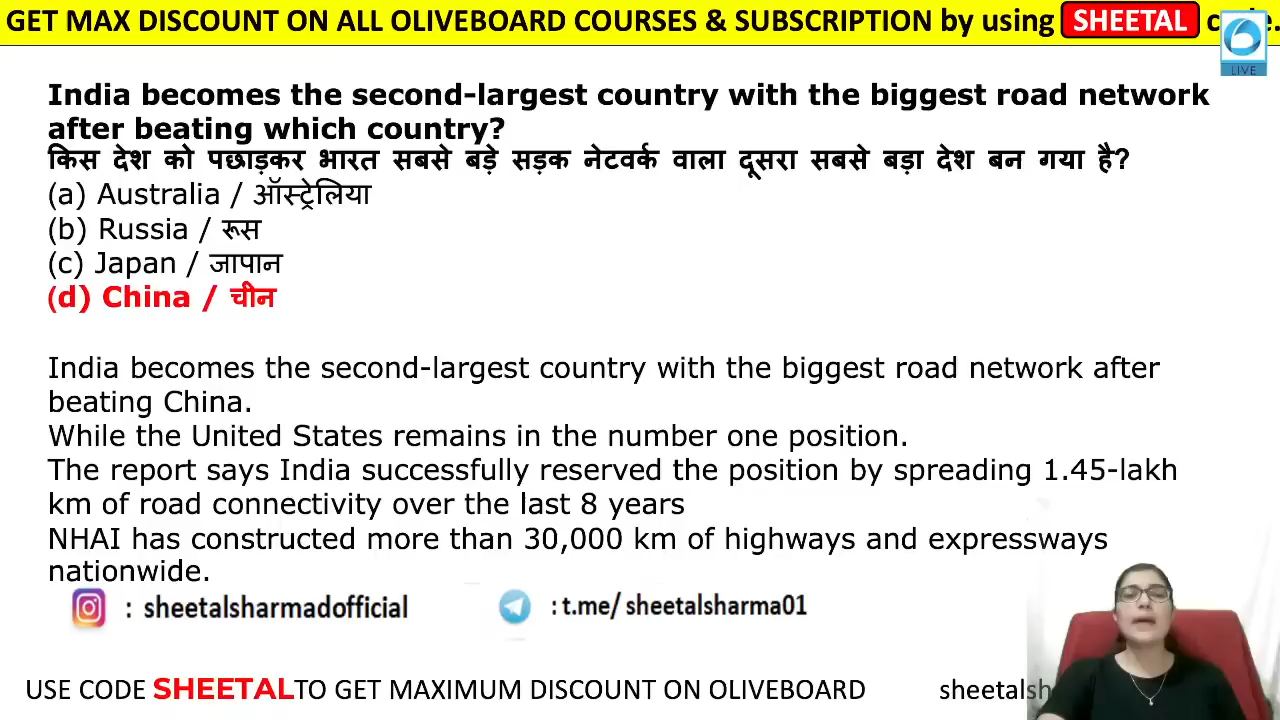 GET MAX DISCOUNT ON ALL OLIVEBOARD COURSES & SUBSCRIPTION by using SHEETAL
LIVE
India becomes the second-largest country with the biggest road network
after beating which country?
किस देश को पछाड़कर भारत सबसे बड़े सड़क नेटवर्क वाला दूसरा सबसे बड़ा देश बन गया है?
(a) Australia / ऑस्ट्रेलिया
(b) Russia / रूस
(c) Japan / जापान
(d) China / चीन
India becomes the second-largest country with the biggest road network after
beating China.
While the United States remains in the number one position.
The report says India successfully reserved the position by spreading 1.45-lakh
km of road connectivity over the last 8 years
NHAI has constructed more than 30,000 km of highways and expressways
nationwide.
: sheetalsharmadofficial
: t.me/ sheetalsharma01
USE CODE SHEETAL TO GET MAXIMUM DISCOUNT ON OLIVEBOARD